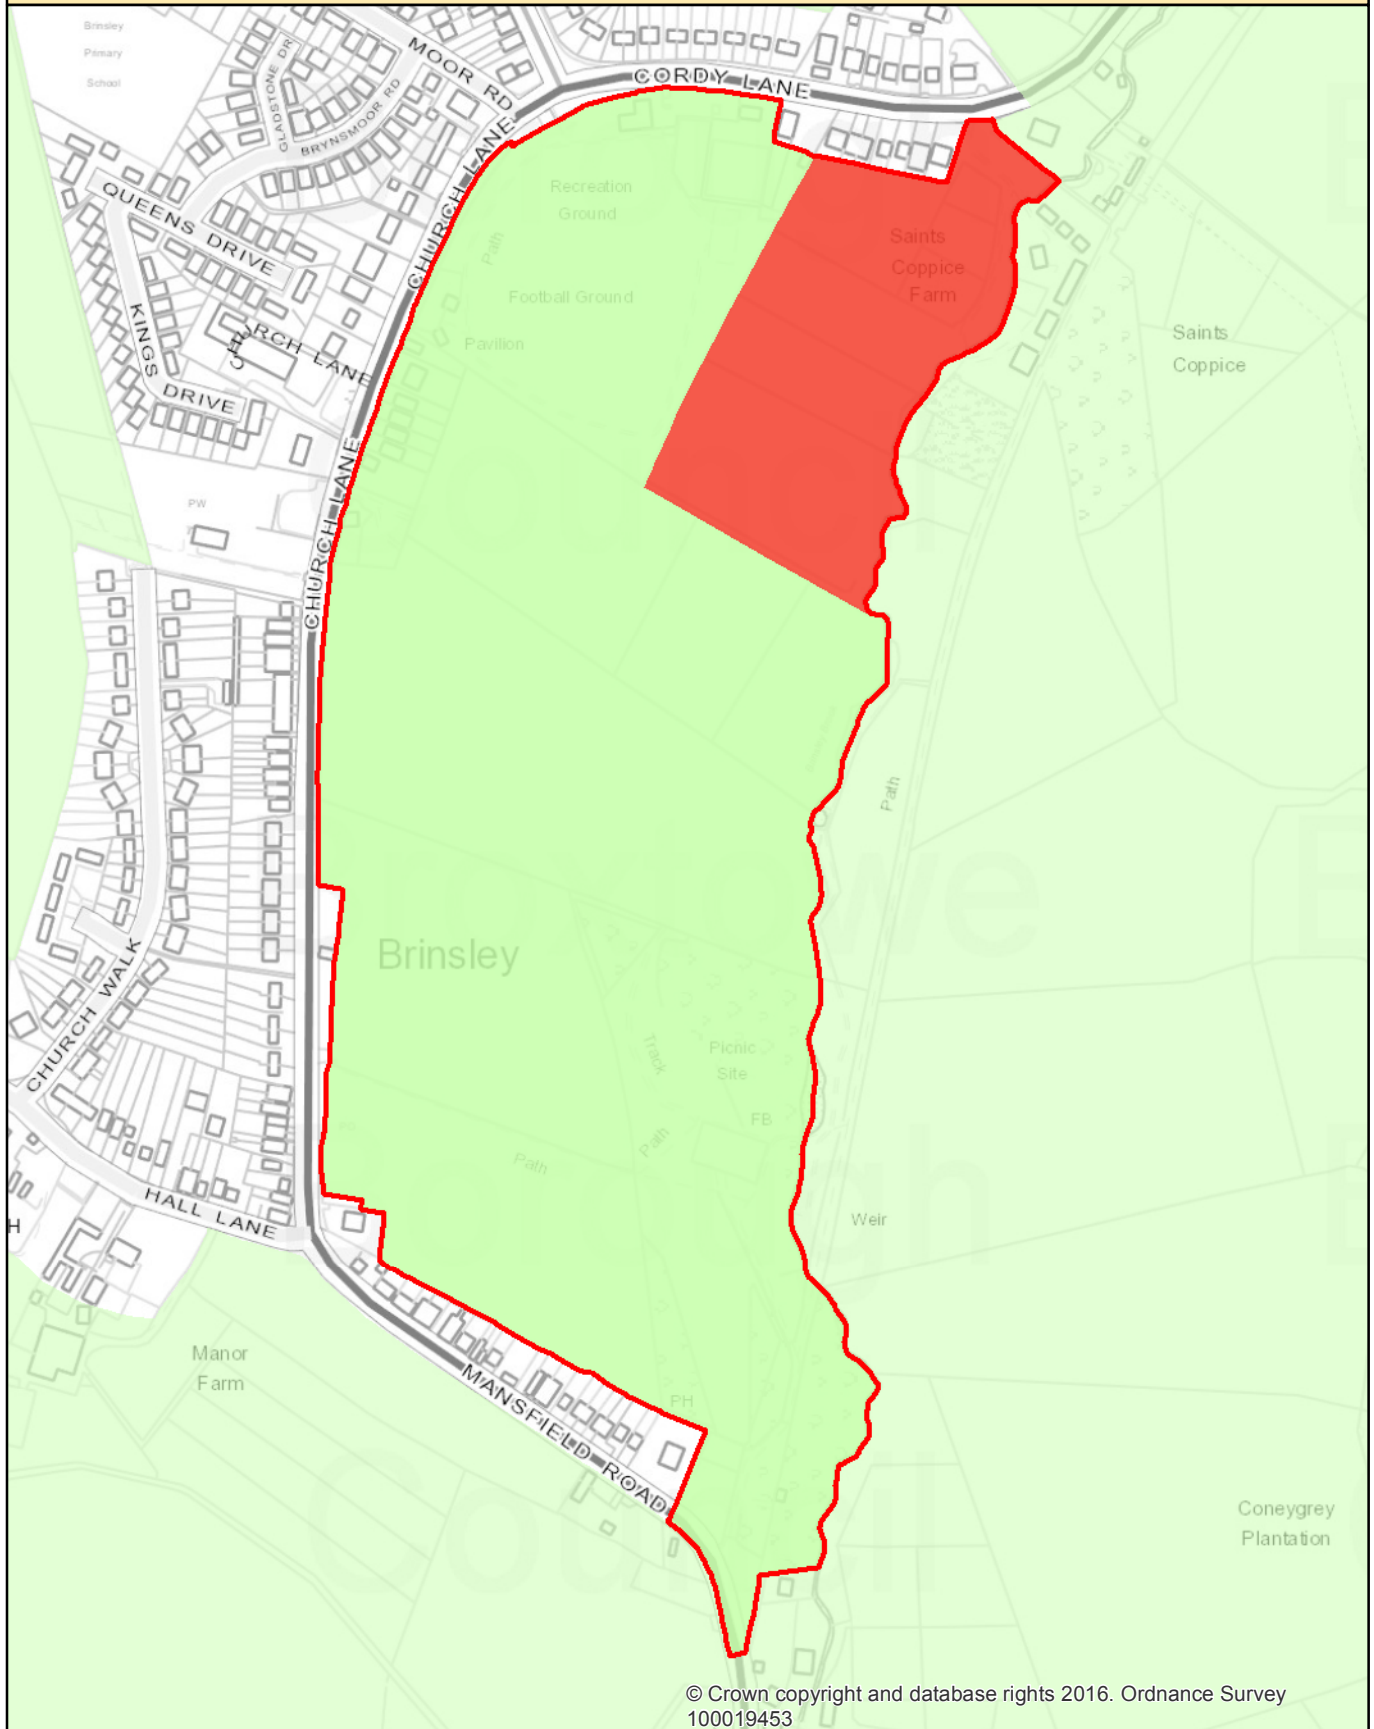 Brinsley
Primary
School
MOOR RD
GLADSTONE DR
BRYNSMOOR RD
CORDY LANE
CHURCH LANE
QUEENS DRIVE
KINGS DRIVE
CHURCH LANE
Recreation
Ground
Path
Football Ground
Pavilion
Saints
Coppice
Farm
Saints
Coppice
CHURCH LANE
PW
Path
Brinsley
CHURCH WALK
Track
Picnic
Site
FB
Path
Path
Weir
HALL LANE
H
Manor
Farm
PH
MANSFIELD ROAD
Coneygrey
Plantation
Council
© Crown copyright and database rights 2016. Ordnance Survey
100019453